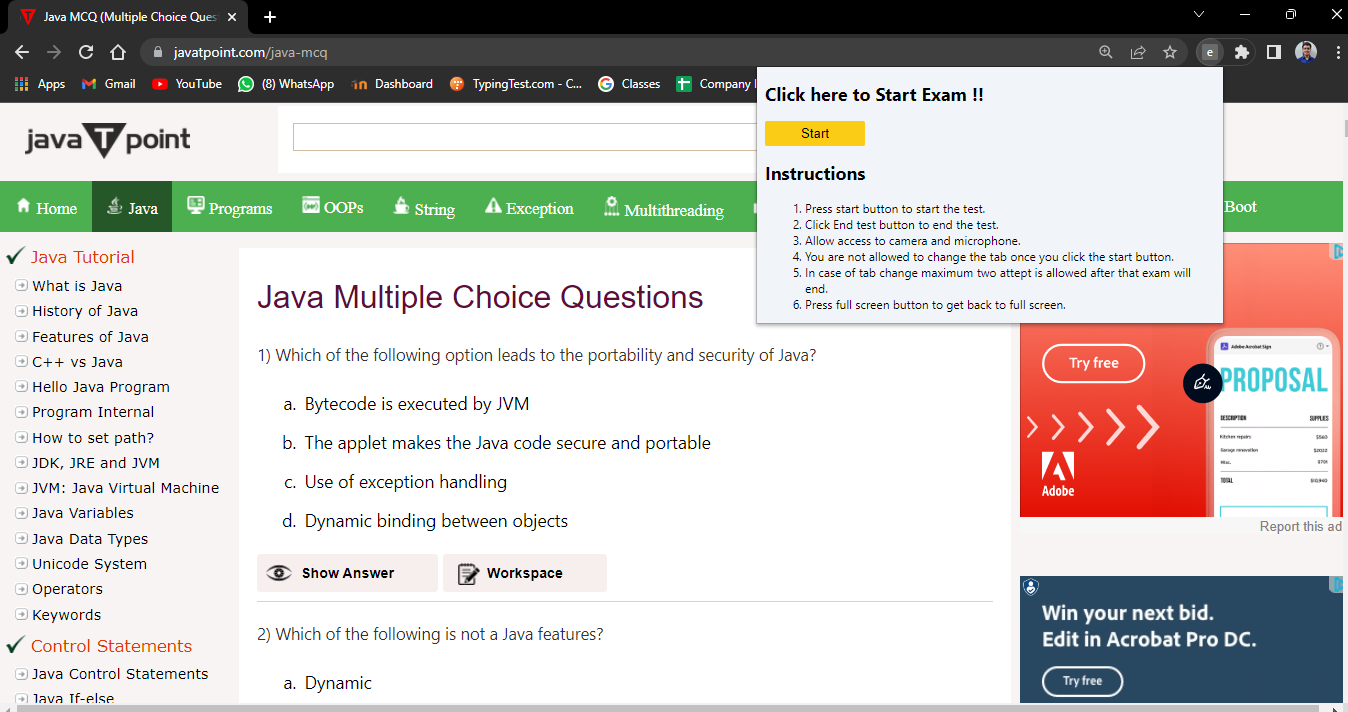 Java MCQ (Multiple Choice Ques
javatpoint.com/java-mcq
e
Apps
Gmail
YouTube
(8) WhatsApp
Dashboard
TypingTest.com - C...
Classes
Company
Click here to Start Exam !!
Start
Instructions
1. Press start button to start the test.
2. Click End test button to end the test.
3. Allow access to camera and microphone.
4. You are not allowed to change the tab once you click the start button.
5. In case of tab change maximum two attept is allowed after that exam will
end.
6. Press full screen button to get back to full screen.
java T point
Home
Java
Programs
OOPs
String
Exception
Multithreading
Boot
Java Tutorial
What is Java
History of Java
Features of Java
C++ vs Java
Hello Java Program
Program Internal
How to set path?
JDK, JRE and JVM
JVM: Java Virtual Machine
Java Variables
Java Data Types
Unicode System
Operators
Keywords
Control Statements
Java Control Statements
Java If-else
Java Multiple Choice Questions
1) Which of the following option leads to the portability and security of Java?
a. Bytecode is executed by JVM
b. The applet makes the Java code secure and portable
c. Use of exception handling
d. Dynamic binding between objects
Show Answer
Workspace
2) Which of the following is not a Java features?
a. Dynamic
Try free
Adobe
Adobe Acrobat Sign
PROPOSAL
DESCRIPTION SUPPLIES
Kitchen repairs $560
Garage renovation $2022
Misc. $701
TOTAL $10,940
Report this ad
Win your next bid.
Edit in Acrobat Pro DC.
Try free